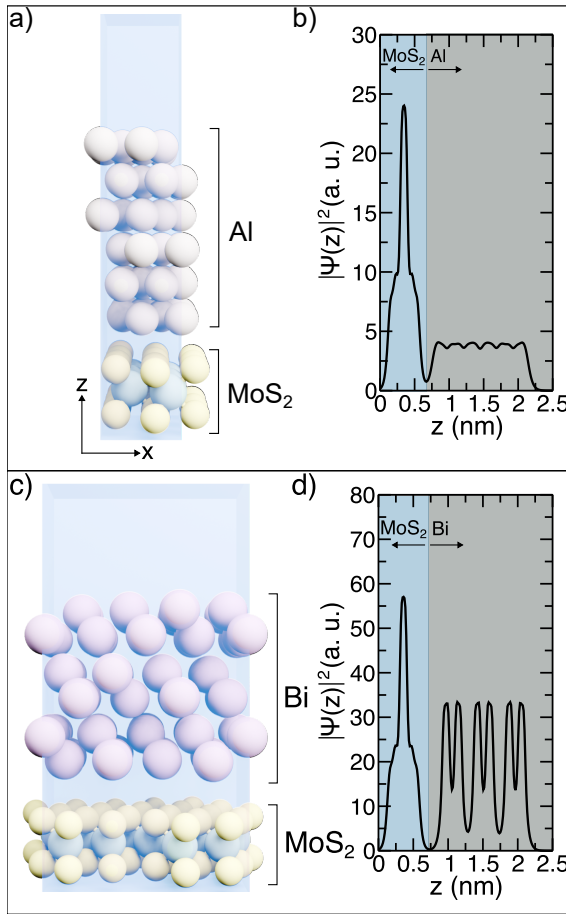 a)
Al
MoS2
z
x
b)
30
25
20
15
10
5
0
|Ψ(z)|² (a. u.)
MoS2 Al
0 0.5 1 1.5 2 2.5
z (nm)
c)
Bi
MoS2
d)
80
70
60
50
40
30
20
10
0
|Ψ(z)|² (a. u.)
MoS2 Bi
0 0.5 1 1.5 2 2.5
z (nm)